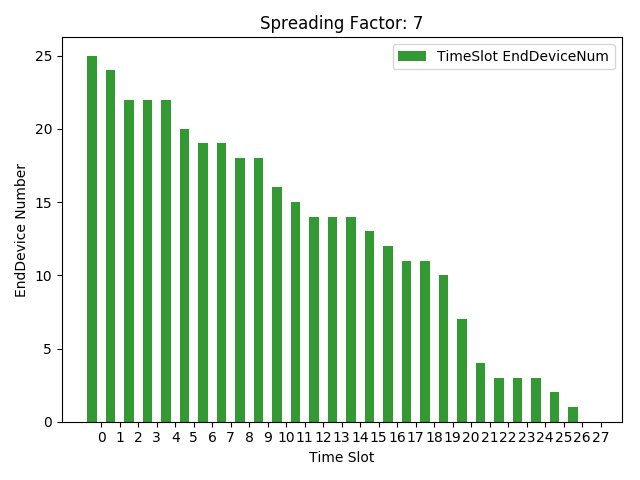 Spreading Factor: 7
TimeSlot EndDeviceNum
EndDevice Number
25
20
15
10
5
0
0 1 2 3 4 5 6 7 8 9 10 11 12 13 14 15 16 17 18 19 20 21 22 23 24 25 26 27
Time Slot